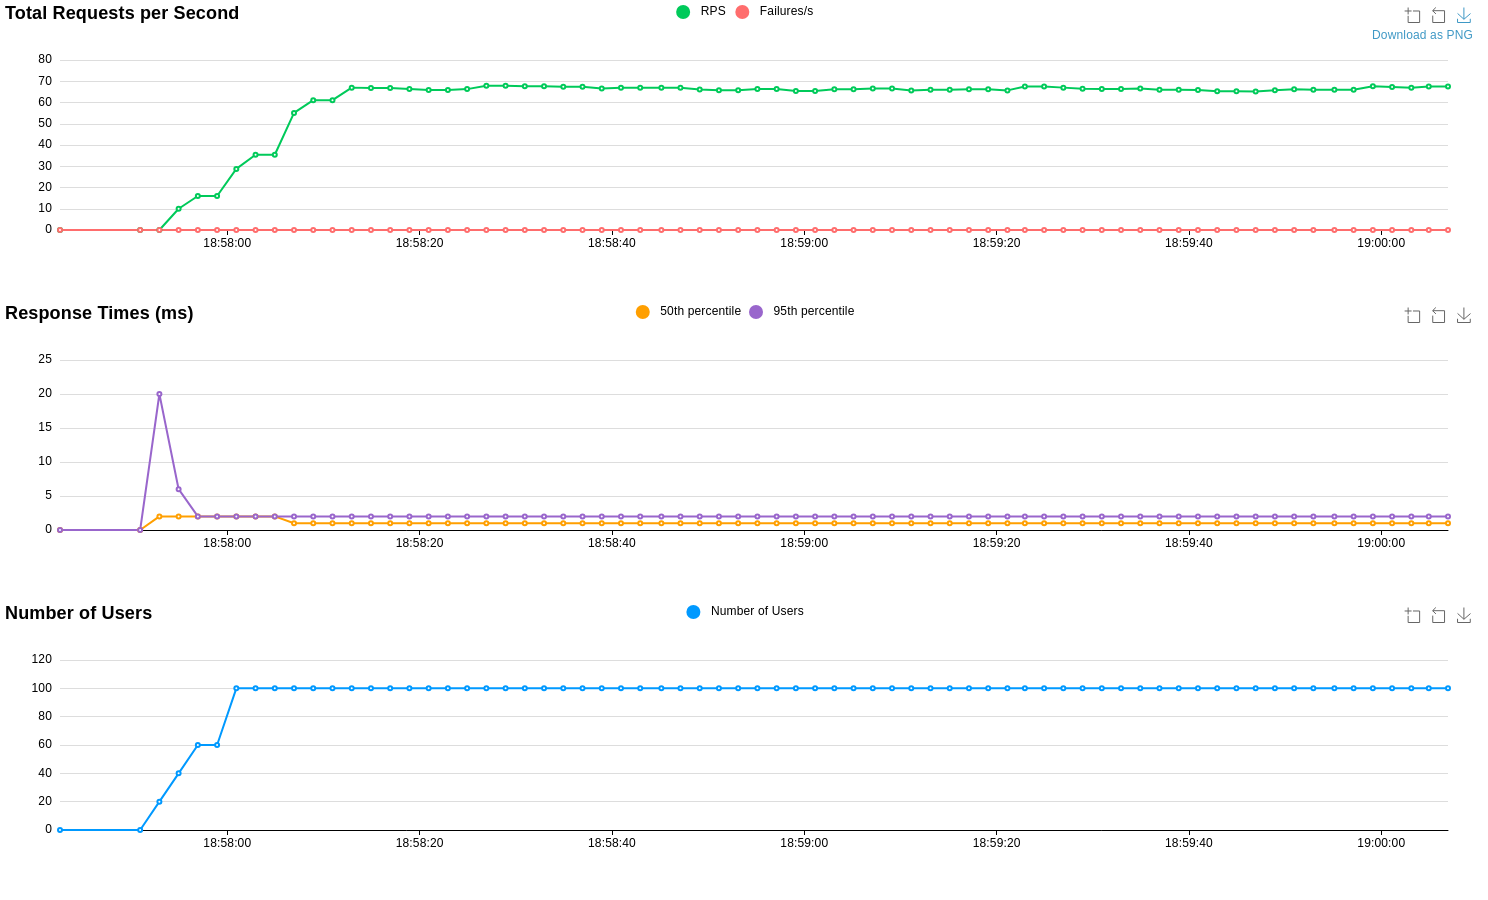 Total Requests per Second
RPS Failures/s
Download as PNG
80
70
60
50
40
30
20
10
0
18:58:00 18:58:20 18:58:40 18:59:00 18:59:20 18:59:40 19:00:00
Response Times (ms)
50th percentile 95th percentile
25
20
15
10
5
0
18:58:00 18:58:20 18:58:40 18:59:00 18:59:20 18:59:40 19:00:00
Number of Users
Number of Users
120
100
80
60
40
20
0
18:58:00 18:58:20 18:58:40 18:59:00 18:59:20 18:59:40 19:00:00